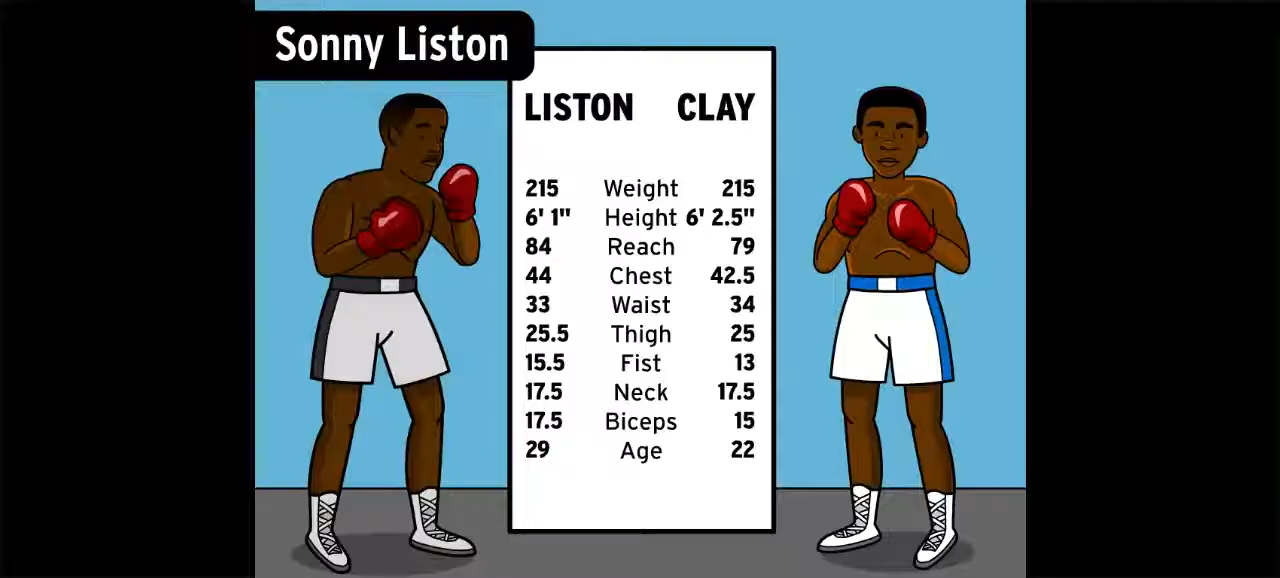 Sonny Liston
LISTON CLAY
215 Weight 215
6' 1" Height 6' 2.5"
84 Reach 79
44 Chest 42.5
33 Waist 34
25.5 Thigh 25
15.5 Fist 13
17.5 Neck 17.5
17.5 Biceps 15
29 Age 22